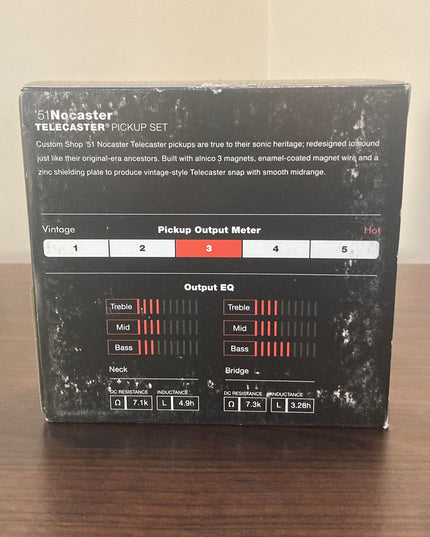 '51Nocaster®
TELECASTER® PICKUP SET
Custom Shop '51 Nocaster Telecaster pickups are true to their sonic heritage; redesigned to sound
just like their original-era ancestors. Built with alnico 3 magnets, enamel-coated magnet wire and a
zinc shielding plate to produce vintage-style Telecaster snap with smooth midrange.
Vintage Pickup Output Meter Hot
1 2 3 4 5
Output EQ
Treble Treble
Mid Mid
Bass Bass
Neck Bridge
DC RESISTANCE INDUCTANCE DC RESISTANCE INDUCTANCE
Ω 7.1k L 4.9h Ω 7.3k L 3.28h